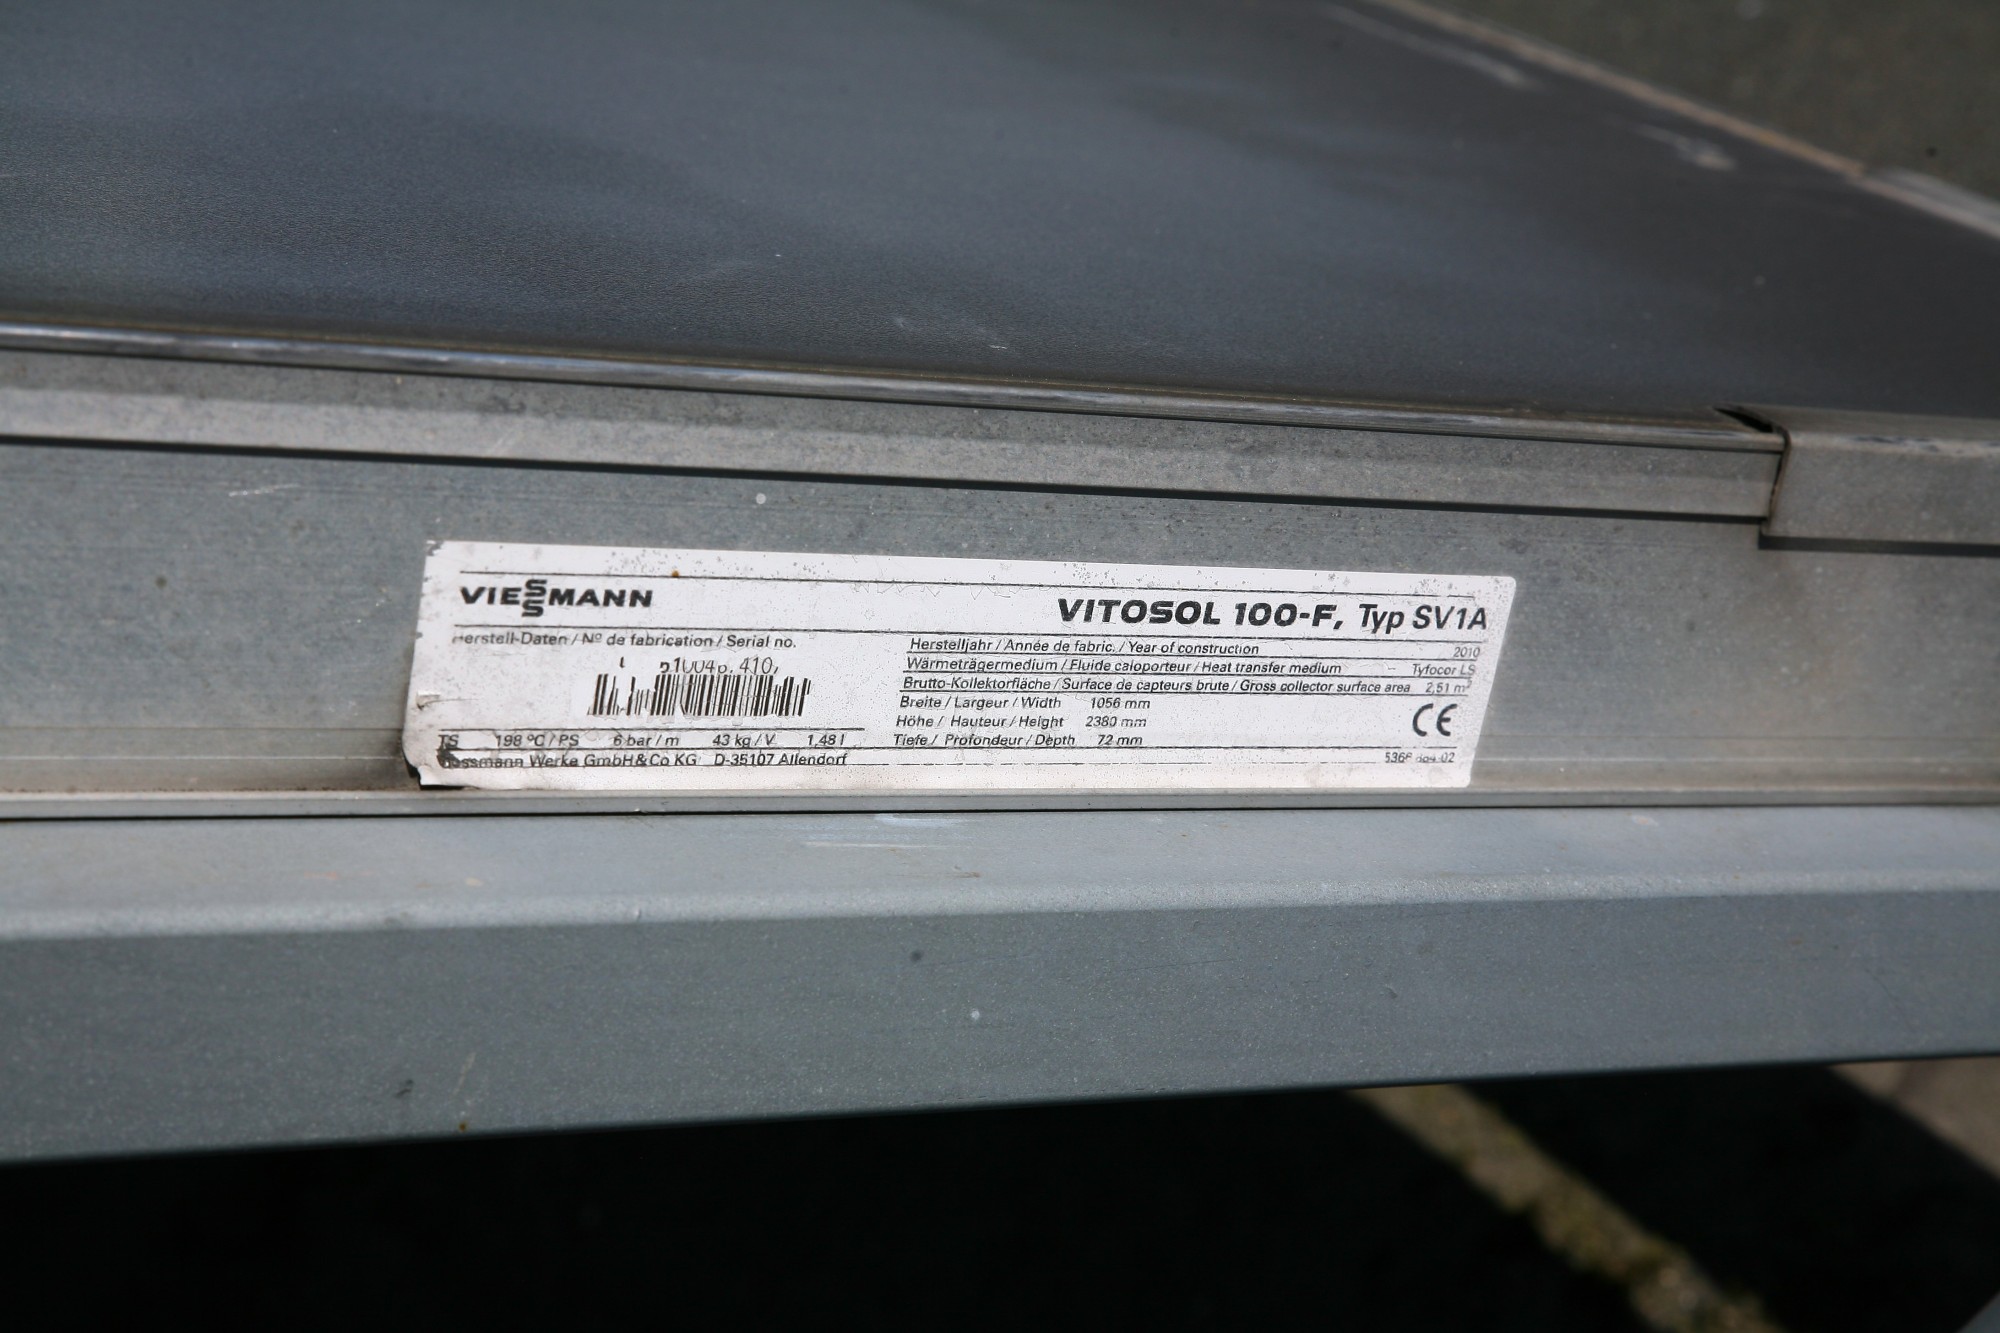 VIESSMANN
VITOSOL 100-F, Typ SV1A
Herstell-Daten / Nº de fabrication / Serial no.
Herstelljahr / Année de fabric. / Year of construction 2010
Wärmeträgermedium / Fluide caloporteur / Heat transfer medium - Tyfocor LS
Brutto-Kollektorfläche / Surface de capteurs brute / Gross collector surface area 2,51 m²
Breite / Largeur / Width 1056 mm
Höhe / Hauteur / Height 2380 mm
CE
Tiefe / Profondeur / Depth 72 mm
TS 198 ºC / PS 6 bar / m 43 kg / V 1,48 l
Werke GmbH & Co KG D-35107 Allendorf